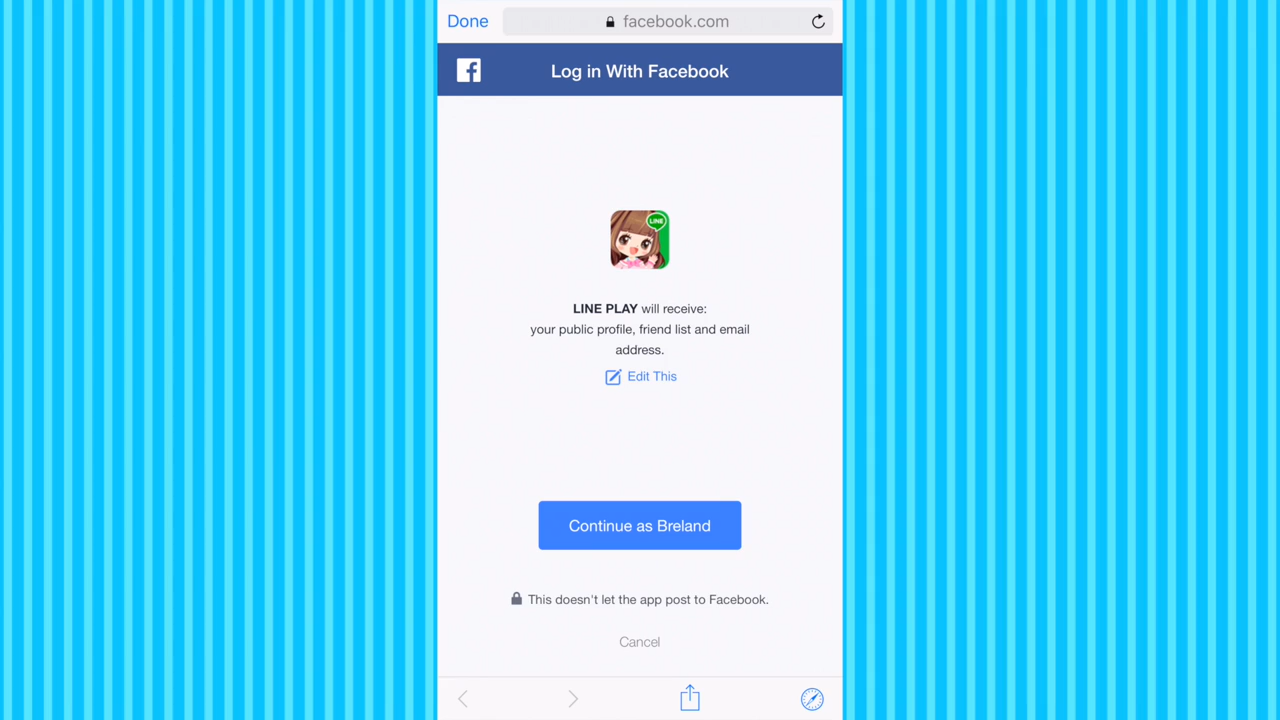 Done
facebook.com
Log in With Facebook
LINE
LINE PLAY will receive:
your public profile, friend list and email
address.
Edit This
Continue as Breland
This doesn't let the app post to Facebook.
Cancel